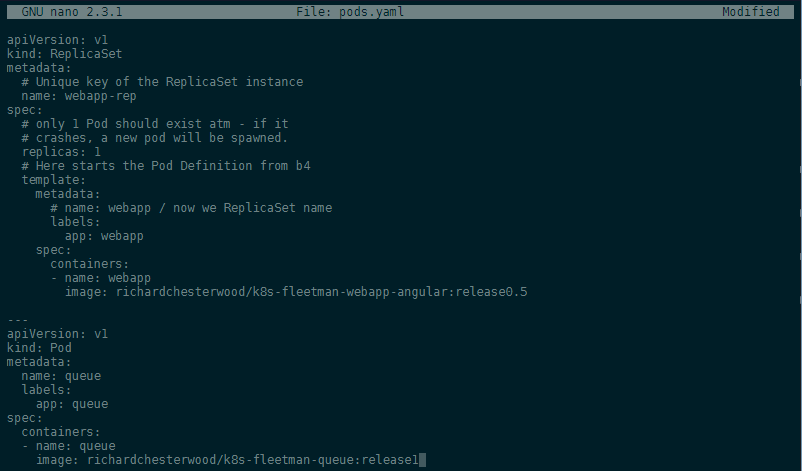 GNU nano 2.3.1 File: pods.yaml Modified
apiVersion: v1
kind: ReplicaSet
metadata:
  # Unique key of the ReplicaSet instance
  name: webapp-rep
spec:
  # only 1 Pod should exist atm - if it
  # crashes, a new pod will be spawned.
  replicas: 1
  # Here starts the Pod Definition from b4
  template:
    metadata:
      # name: webapp / now we ReplicaSet name
      labels:
        app: webapp
    spec:
      containers:
      - name: webapp
        image: richardchesterwood/k8s-fleetman-webapp-angular:release0.5
---
apiVersion: v1
kind: Pod
metadata:
  name: queue
  labels:
    app: queue
spec:
  containers:
  - name: queue
    image: richardchesterwood/k8s-fleetman-queue:release1